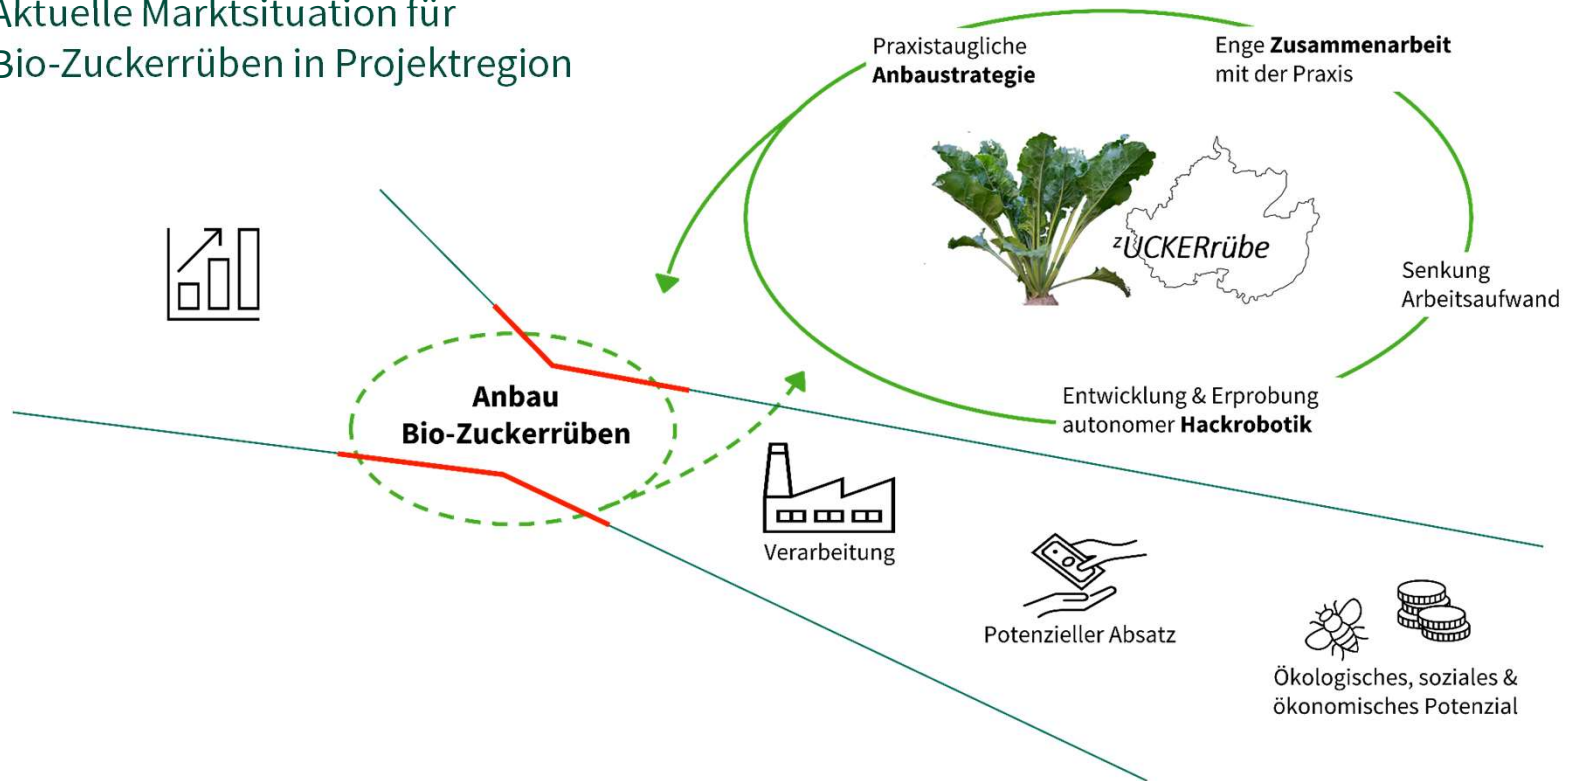 Aktuelle Marktsituation für
Bio-Zuckerrüben in Projektregion
Praxistaugliche
Anbaustrategie
Enge Zusammenarbeit
mit der Praxis
zUCKERrübe
Senkung
Arbeitsaufwand
Entwicklung & Erprobung
autonomer Hackrobotik
Anbau
Bio-Zuckerrüben
Verarbeitung
Potenzieller Absatz
Ökologisches, soziales &
ökonomisches Potenzial